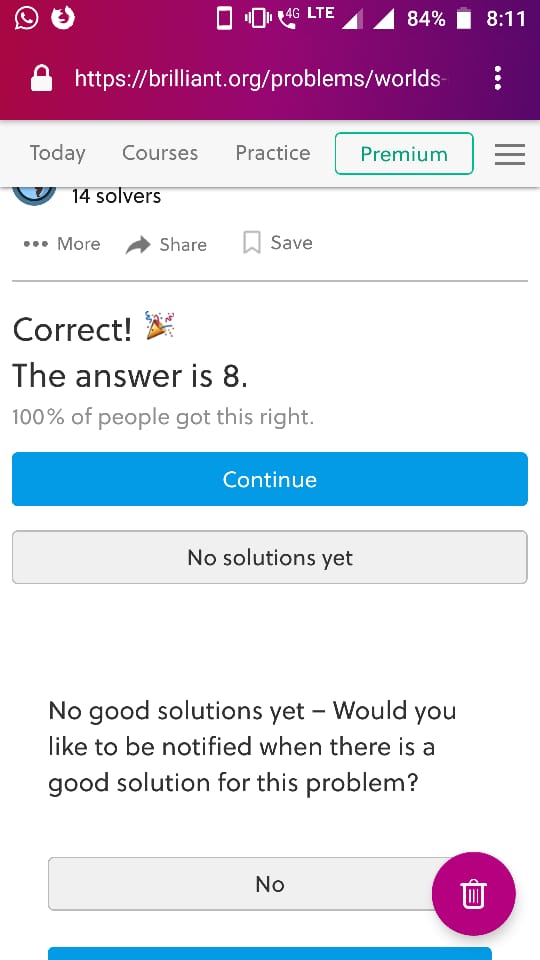 4G LTE 84% 8:11
https://brilliant.org/problems/worlds-
Today Courses Practice Premium
14 solvers
More Share Save
Correct!
The answer is 8.
100% of people got this right.
Continue
No solutions yet
No good solutions yet – Would you
like to be notified when there is a
good solution for this problem?
No